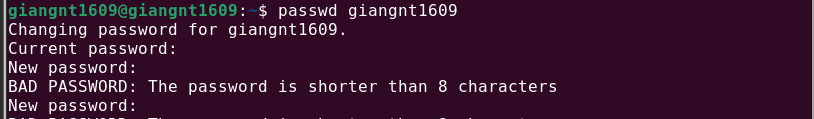 giangnt1609@giangnt1609:~$ passwd giangnt1609
Changing password for giangnt1609.
Current password:
New password:
BAD PASSWORD: The password is shorter than 8 characters
New password: